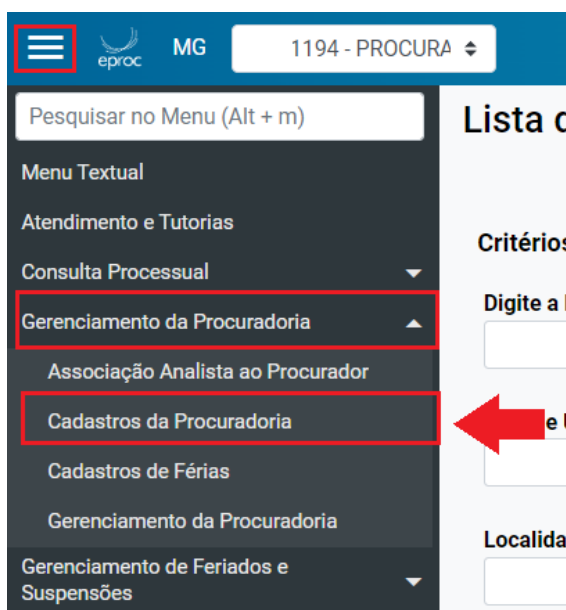 eproc
MG
1194 - PROCURA
Pesquisar no Menu (Alt + m)
Lista
Menu Textual
Atendimento e Tutorias
Critérios
Consulta Processual
Digite a
Gerenciamento da Procuradoria
Associação Analista ao Procurador
Cadastros da Procuradoria
e
Cadastros de Férias
Gerenciamento da Procuradoria
Localida
Gerenciamento de Feriados e
Suspensões